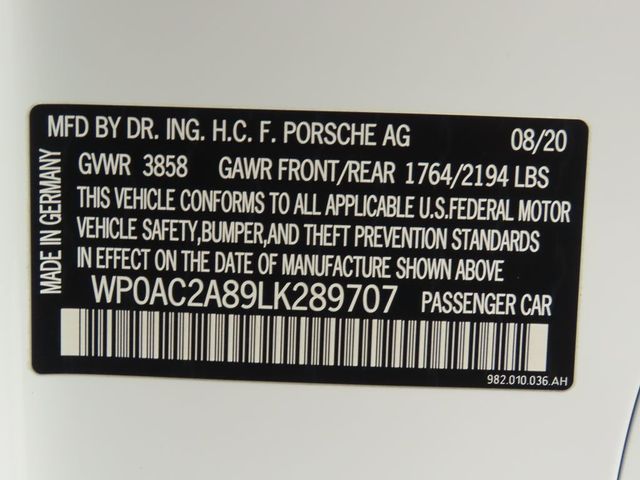 MFD BY DR. ING. H.C. F. PORSCHE AG 08/20
GVWR 3858 GAWR FRONT/REAR 1764/2194 LBS
THIS VEHICLE CONFORMS TO ALL APPLICABLE U.S.FEDERAL MOTOR
VEHICLE SAFETY,BUMPER,AND THEFT PREVENTION STANDARDS
IN EFFECT ON THE DATE OF MANUFACTURE SHOWN ABOVE
WP0AC2A89LK289707 PASSENGER CAR
982.010.036.AH
MADE IN GERMANY